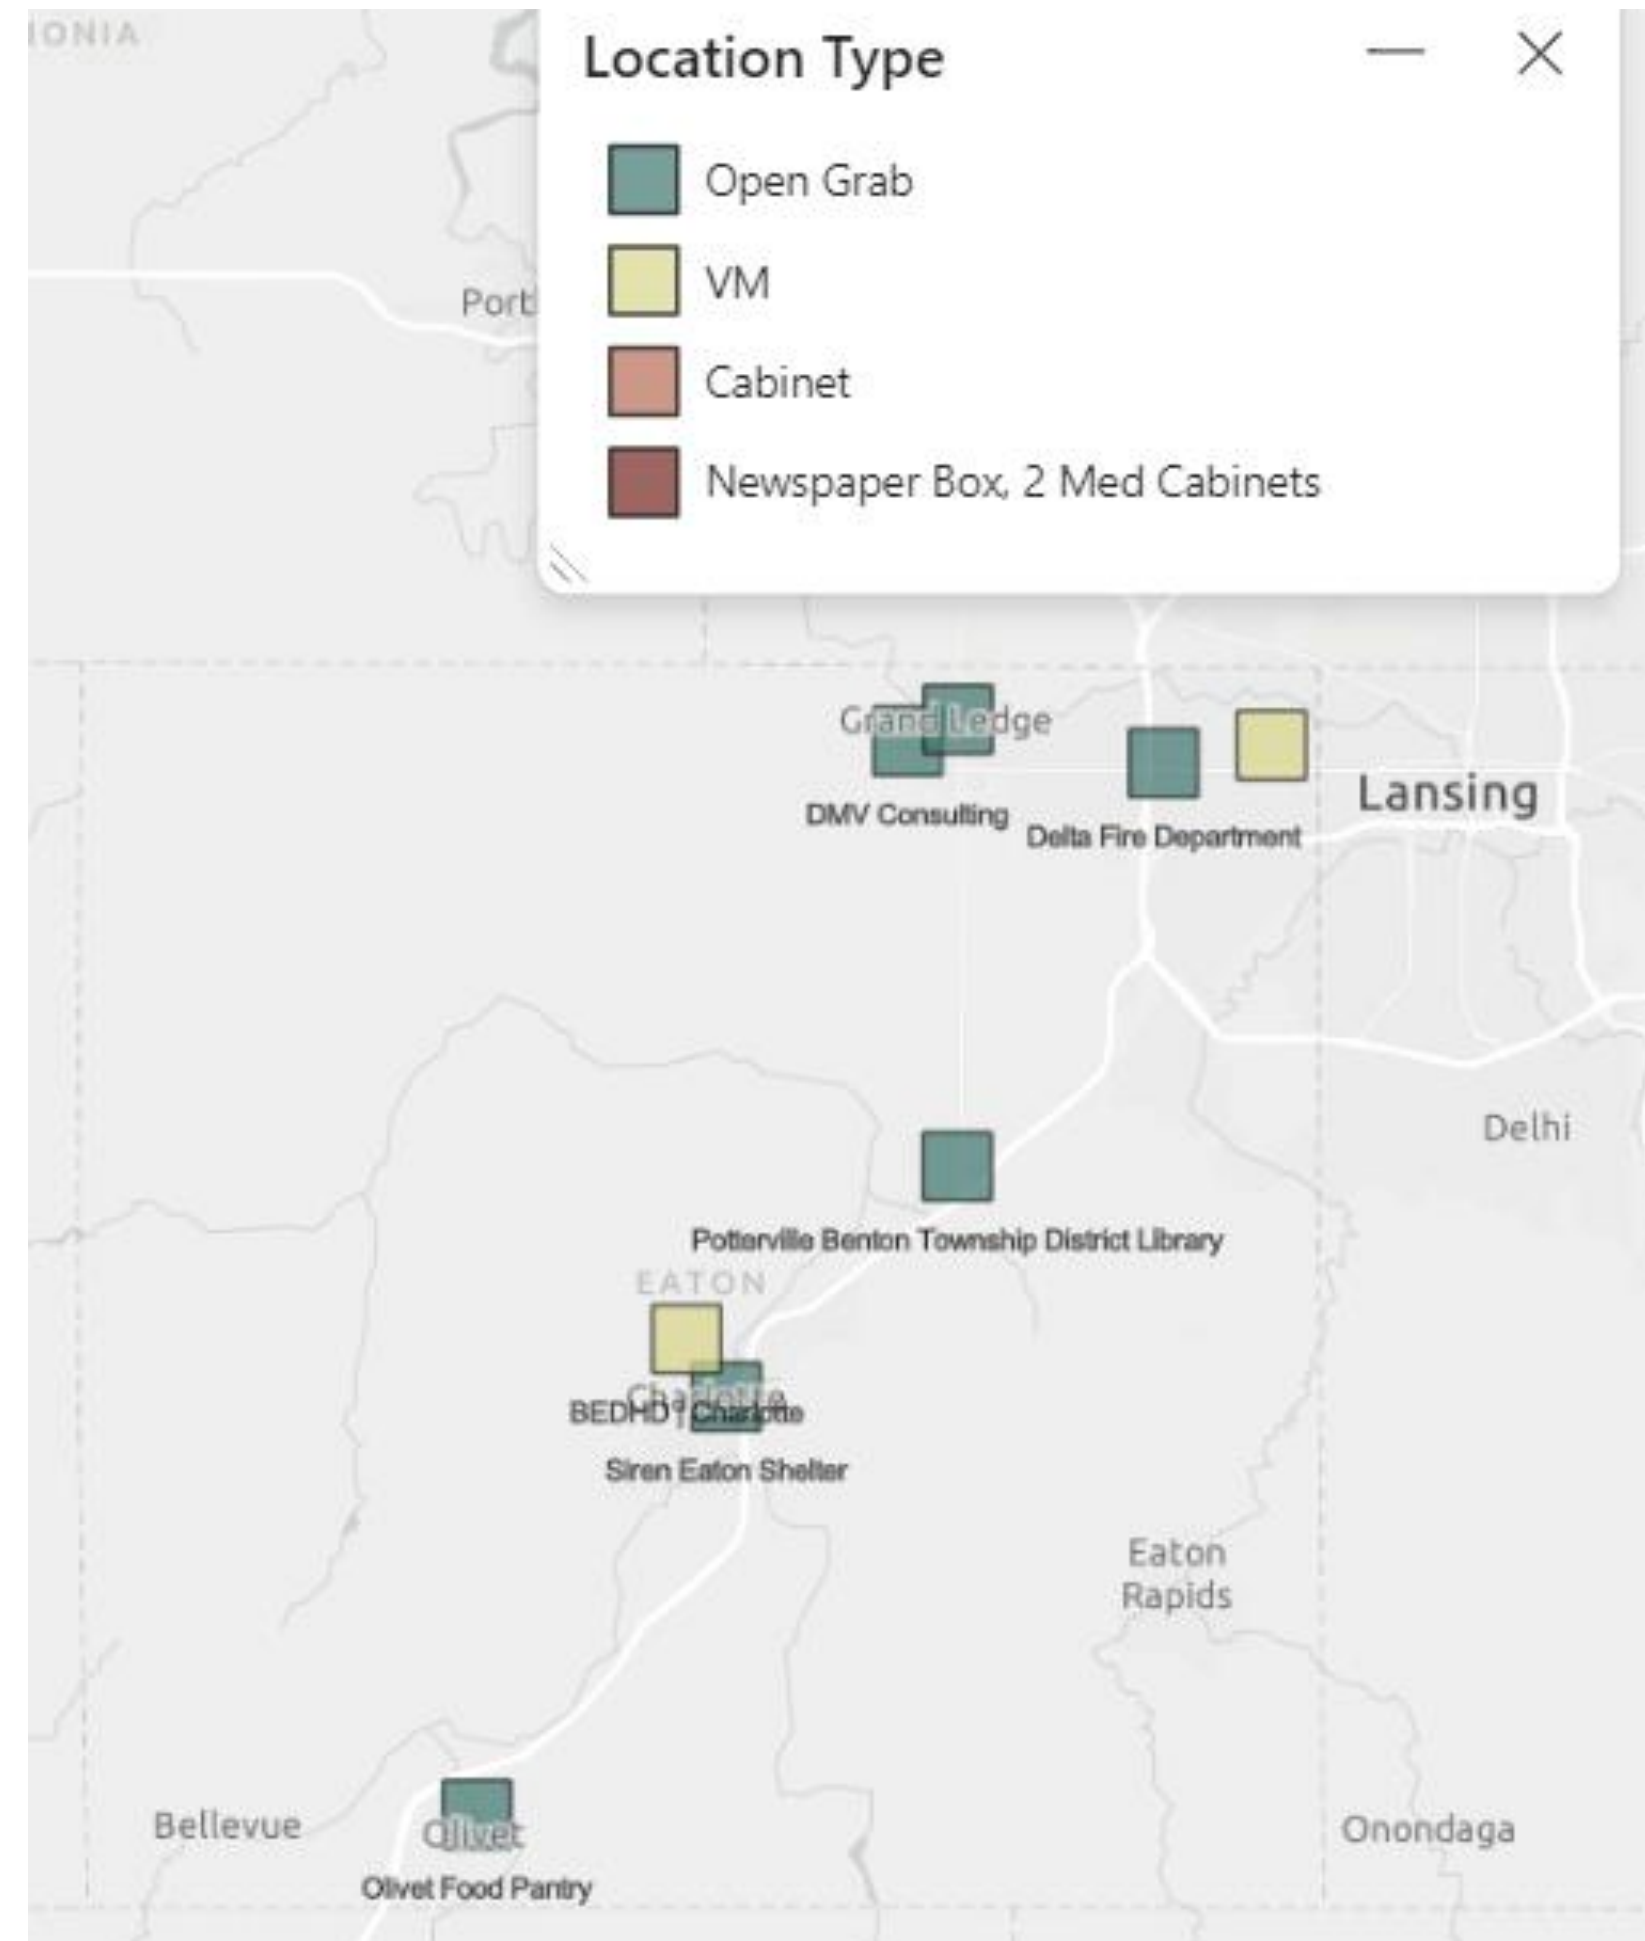 Location Type
Open Grab
VM
Cabinet
Newspaper Box, 2 Med Cabinets
Grand Ledge
DMV Consulting
Delta Fire Department
Lansing
Delhi
Potterville Benton Township District Library
EATON
Charlotte
BEDHD | Charlotte
Siren Eaton Shelter
Eaton
Rapids
Bellevue
Olivet
Onondaga
Olivet Food Pantry